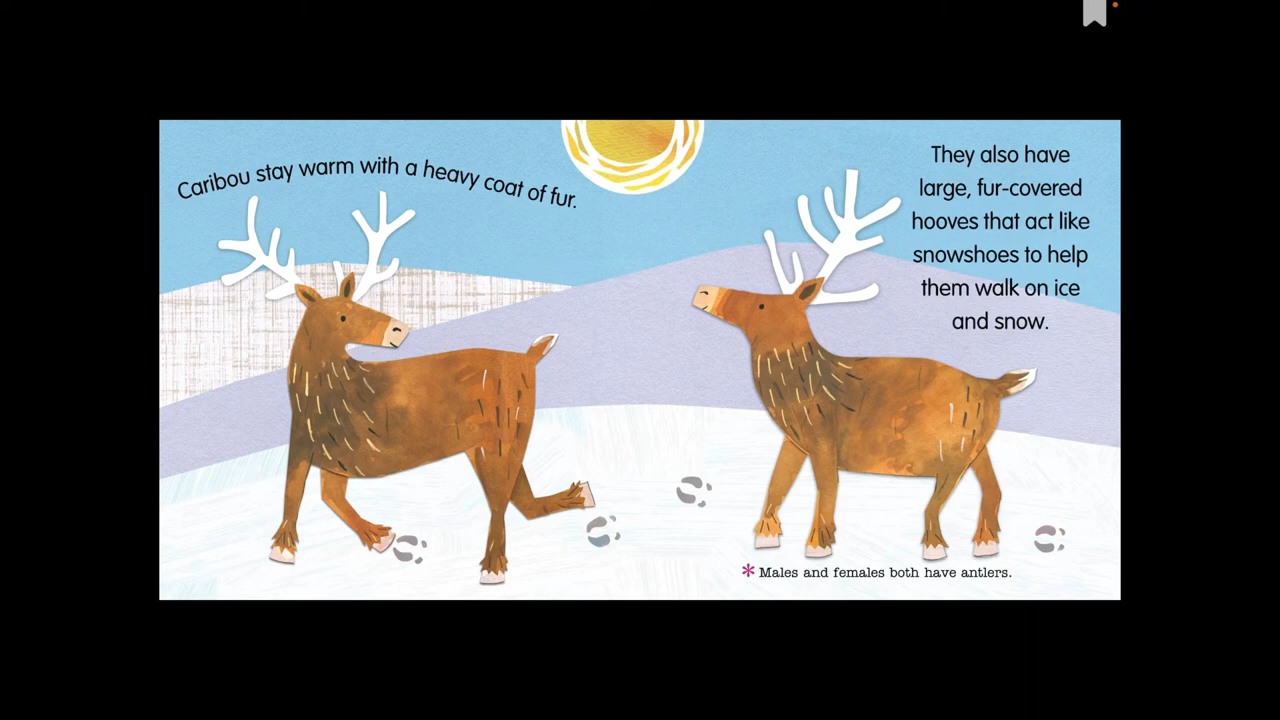 Caribou stay warm with a heavy coat of fur.
They also have
large, fur-covered
hooves that act like
snowshoes to help
them walk on ice
and snow.
* Males and females both have antlers.